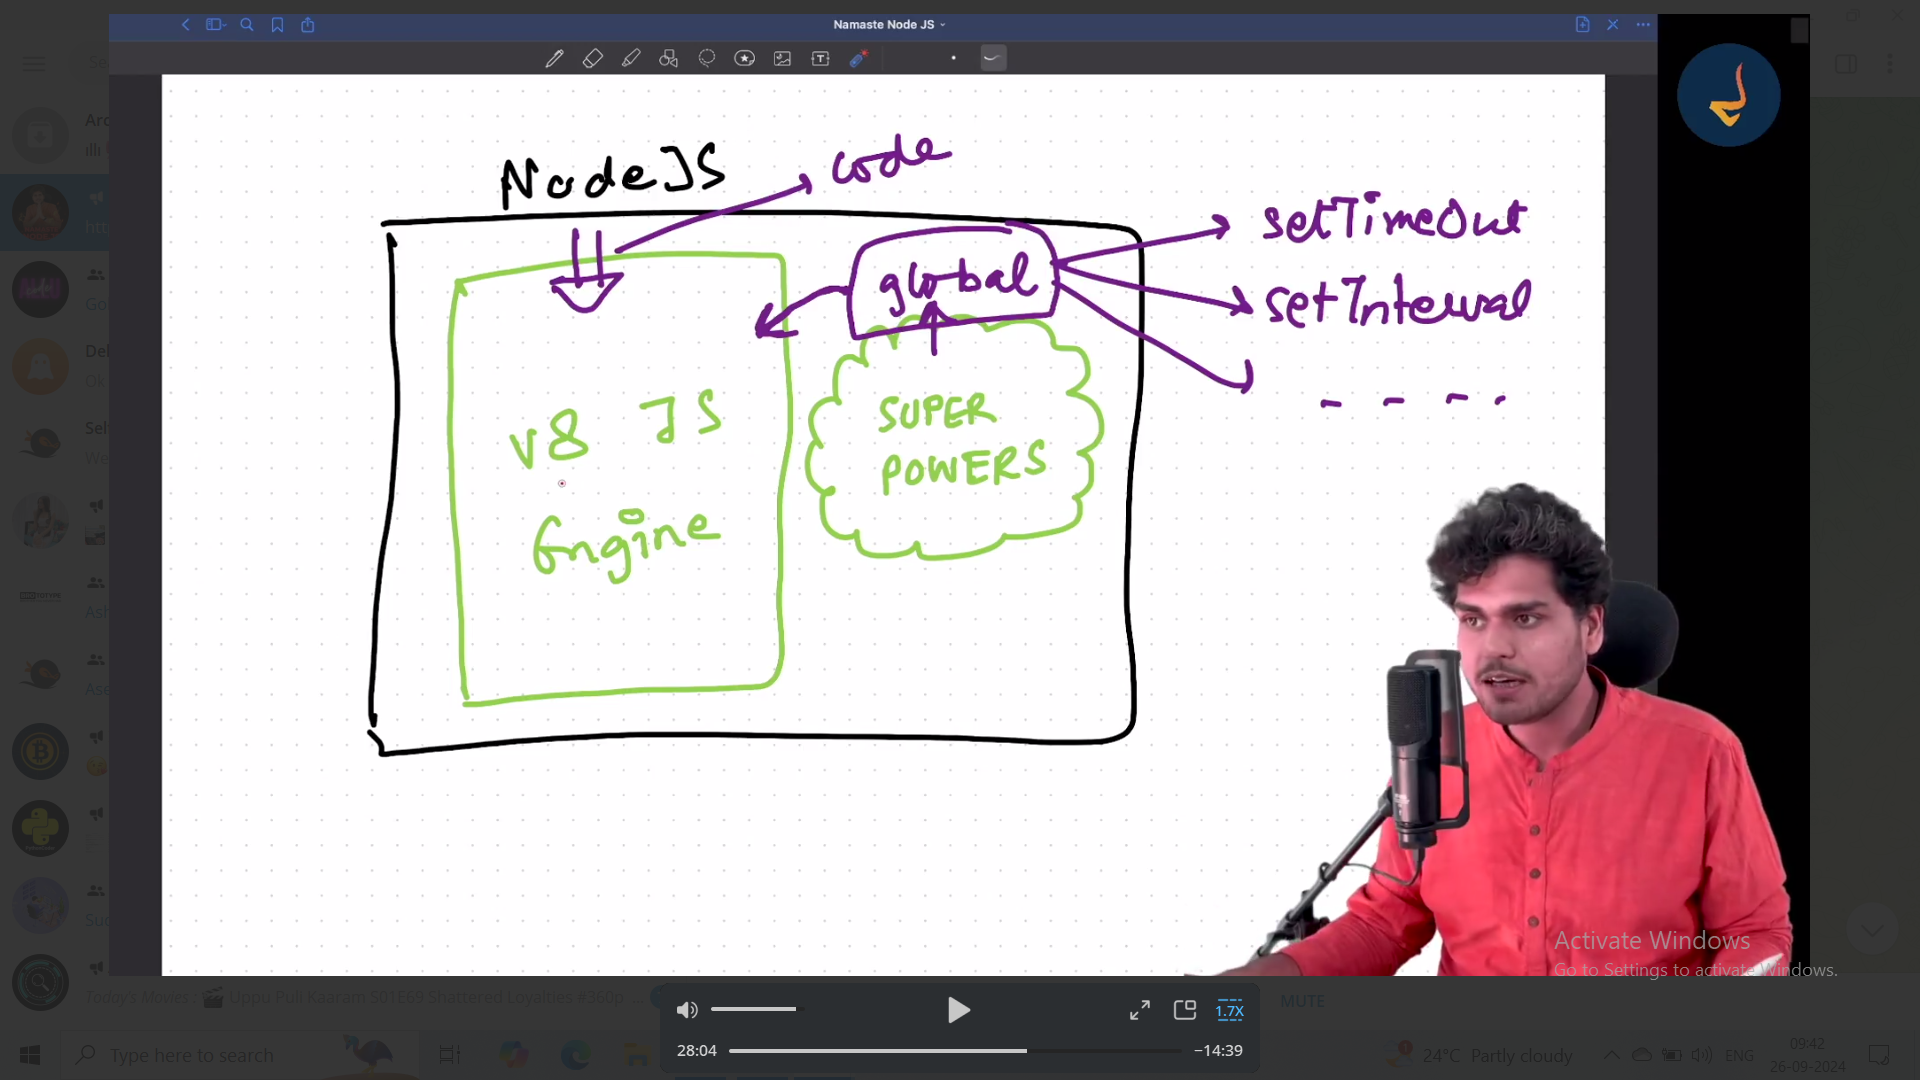 Namaste Node JS
NodeJS
code
global
setTimeOut
setInterval
SUPER
POWERS
V8 JS
Engine
Activate Windows
Go to Settings to activate Windows.
Today's Movies : Uppu Puli Kaaram S01E69 Shattered Loyalties #360p ...
MUTE
1.7X
28:04
−14:39
Type here to search
24°C Partly cloudy
ENG
09:42
26-09-2024